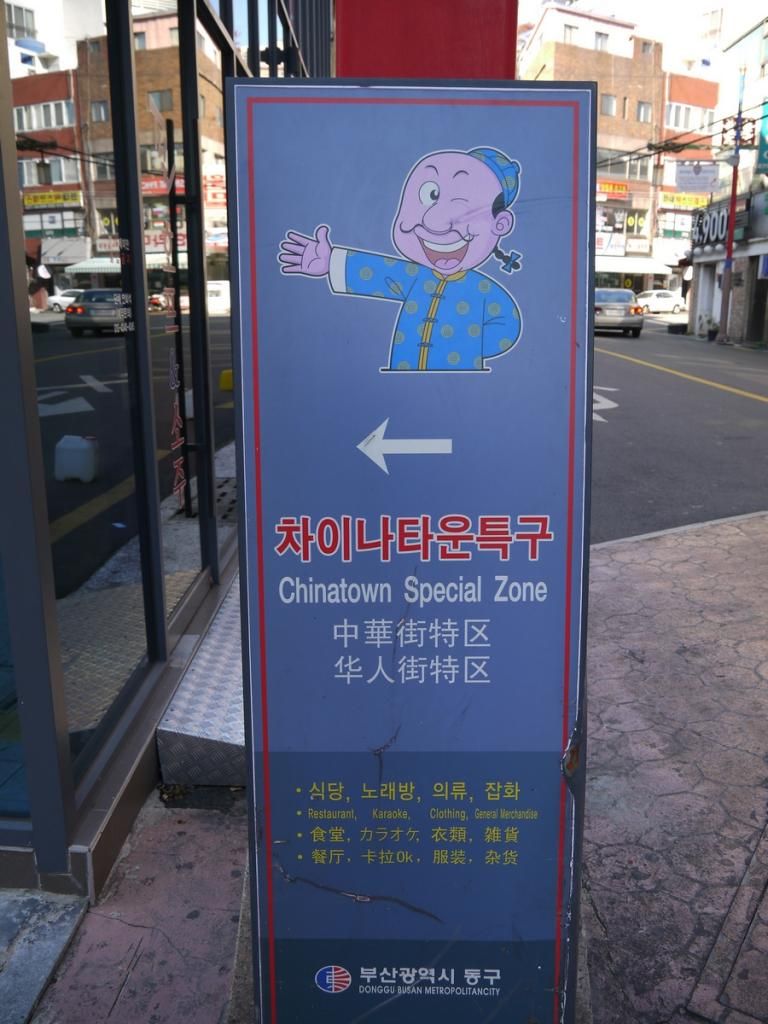 차이나타운특구
Chinatown Special Zone
中華街特区
华人街特区
• 식당, 노래방, 의류, 잡화
• Restaurant, Karaoke, Clothing, General Merchandise
• 食堂, カラオケ, 衣類, 雑貨
• 餐厅, 卡拉Ok, 服装, 杂货
부산광역시 동구
DONGGU BUSAN METROPOLITANCITY